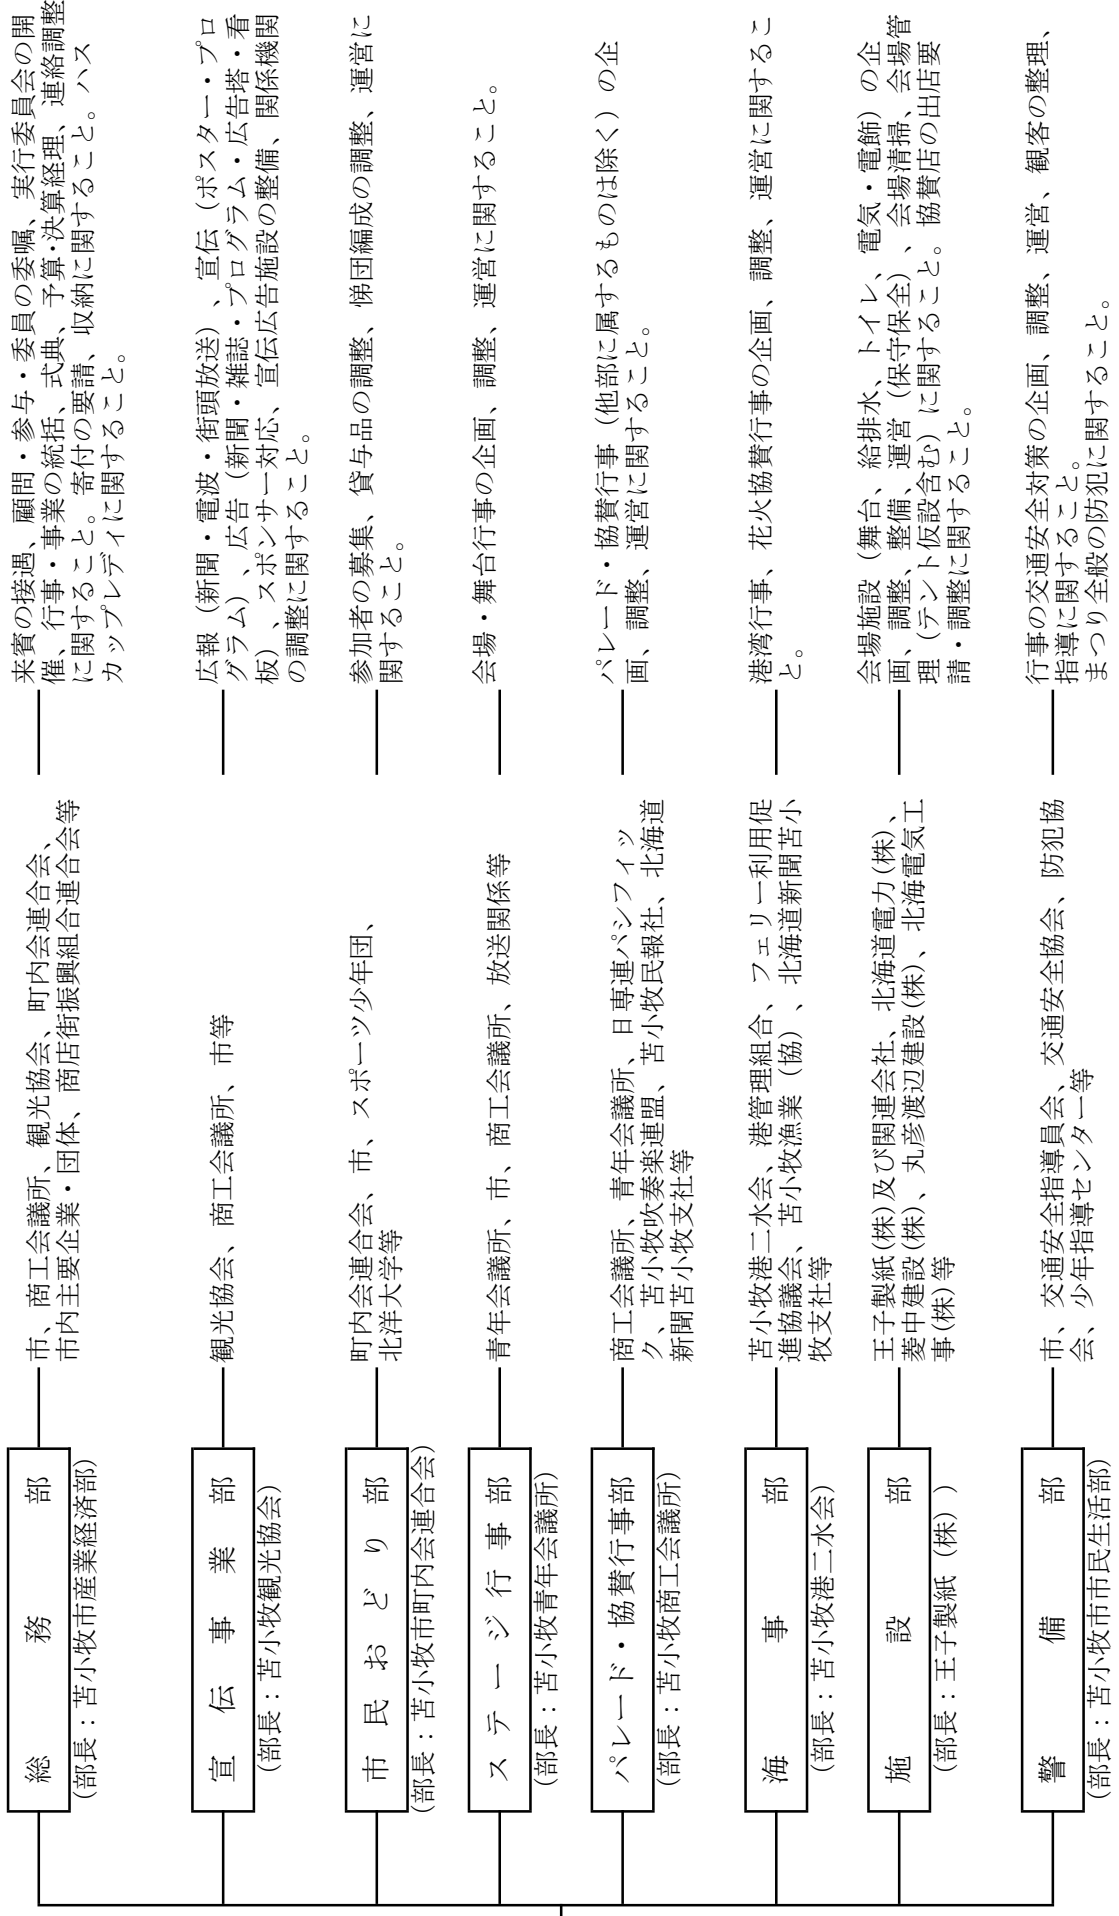 総務部
(部長：苫小牧市産業経済部)
市、商工会議所、観光協会、町内会連合会、
市内主要企業・団体、商店街振興組合連合会等
来賓の接遇、顧問・参与・委員の委嘱、実行委員会の開
催、行事・事業の統括、式典、予算・決算経理、連絡調整
に関すること。寄付の要請、収納に関すること。ハス
カップレディに関すること。
宣伝事業部
(部長：苫小牧観光協会)
観光協会、商工会議所、市等
広報（新聞・電波・街頭放送）、宣伝（ポスター・プロ
グラム）、広告（新聞・雑誌・プログラム・広告塔・看
板）、スポンサー対応、宣伝広告施設の整備、関係機関
の調整に関すること。
市民おどり部
(部長：苫小牧市町内会連合会)
町内会連合会、市、スポーツ少年団、
北洋大学等
参加者の募集、貸与品の調整、悌団編成の調整、運営に
関すること。
ステージ行事部
(部長：苫小牧青年会議所)
青年会議所、市、商工会議所、放送関係等
会場・舞台行事の企画、調整、運営に関すること。
パレード・協賛行事部
(部長：苫小牧商工会議所)
商工会議所、青年会議所、日専連パシフィッ
ク、苫小牧吹奏楽連盟、苫小牧民報社、北海道
新聞苫小牧支社等
パレード・協賛行事（他部に属するものは除く）の企
画、調整、運営に関すること。
海事部
(部長：苫小牧港二水会)
苫小牧港二水会、港管理組合、フェリー利用促
進協議会、苫小牧漁業（協）、北海道新聞苫小
牧支社等
港湾行事、花火協賛行事の企画、調整、運営に関するこ
と。
施設部
(部長：王子製紙（株）)
王子製紙(株)及び関連会社、北海道電力(株)、
菱中建設(株)、丸彦渡辺建設(株)、北海電気工
事(株)等
会場施設（舞台、給排水、トイレ、電気・電飾）の企
画、調整、整備、運営（保守保全）、会場清掃、会場管
理（テント仮設含む）に関すること。協賛店の出店要
請・調整に関すること。
警備部
(部長：苫小牧市市民生活部)
市、交通安全指導員会、交通安全協会、防犯協
会、少年指導センター等
行事の交通安全対策の企画、調整、運営、観客の整理、
指導に関すること。
まつり全般の防犯に関すること。